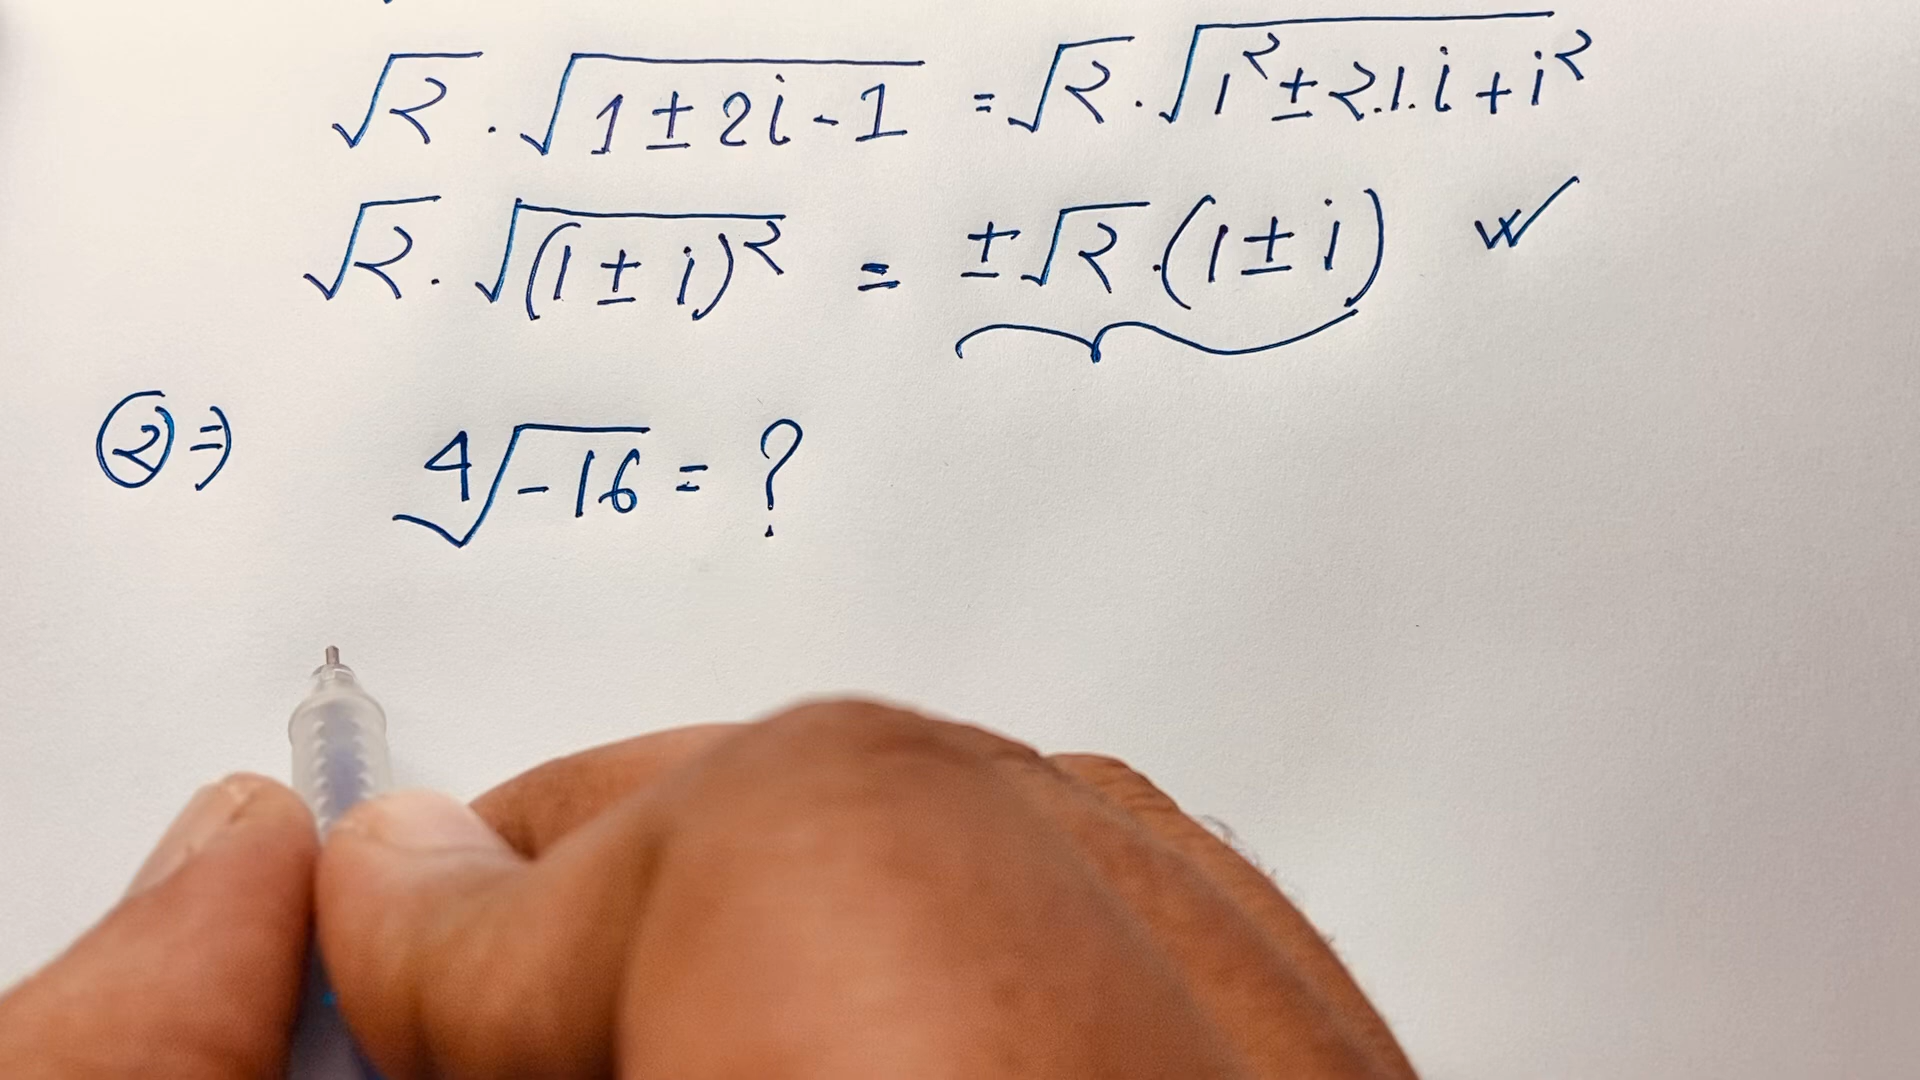 √2 . √(1 ± 2i - 1) = √2 . √(1² ± 2.1.i + i²)
√2 . √(1 ± i)² = ±√2 . (1 ± i)
② ⇒ ⁴√-16 = ?